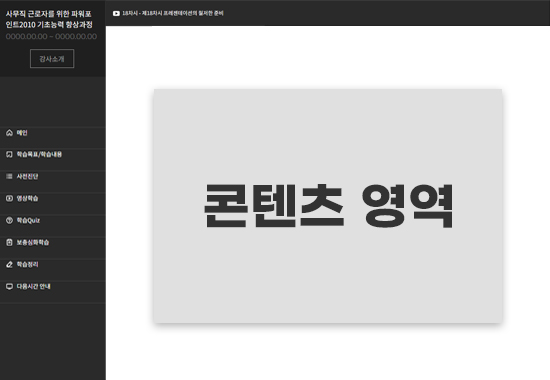 사무직 근로자를 위한 파워포
인트2010 기초능력 향상과정
0000.00.00 ~ 0000.00.00
강사소개
메인
학습목표/학습내용
사전진단
영상학습
학습Quiz
보충심화학습
학습정리
다음시간 안내
18차시 - 제18차시 프레젠테이션의 철저한 준비
콘텐츠 영역